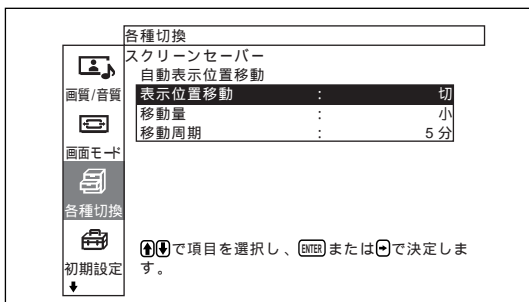 各種切換
スクリーンセーバー
自動表示位置移動
表示位置移動 : 切
移動量 : 小
移動周期 : 5 分
画質/音質
画面モード
各種切換
初期設定
で項目を選択し、ENTERまたはで決定しま
す。